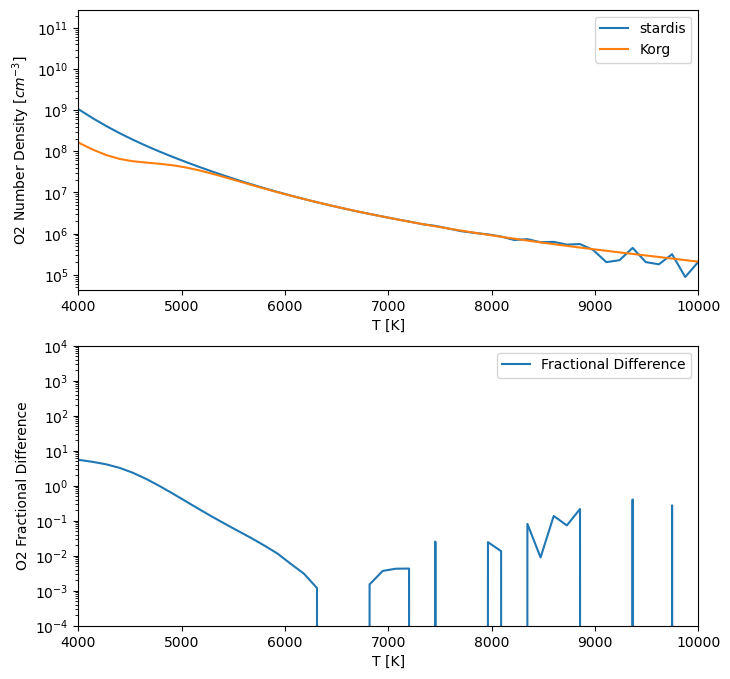 10^11
10^10
10^9
10^8
10^7
10^6
10^5
O2 Number Density [cm^−3]
stardis
Korg
4000 5000 6000 7000 8000 9000 10000
T [K]
10^4
10^3
10^2
10^1
10^0
10^−1
10^−2
10^−3
10^−4
O2 Fractional Difference
Fractional Difference
4000 5000 6000 7000 8000 9000 10000
T [K]